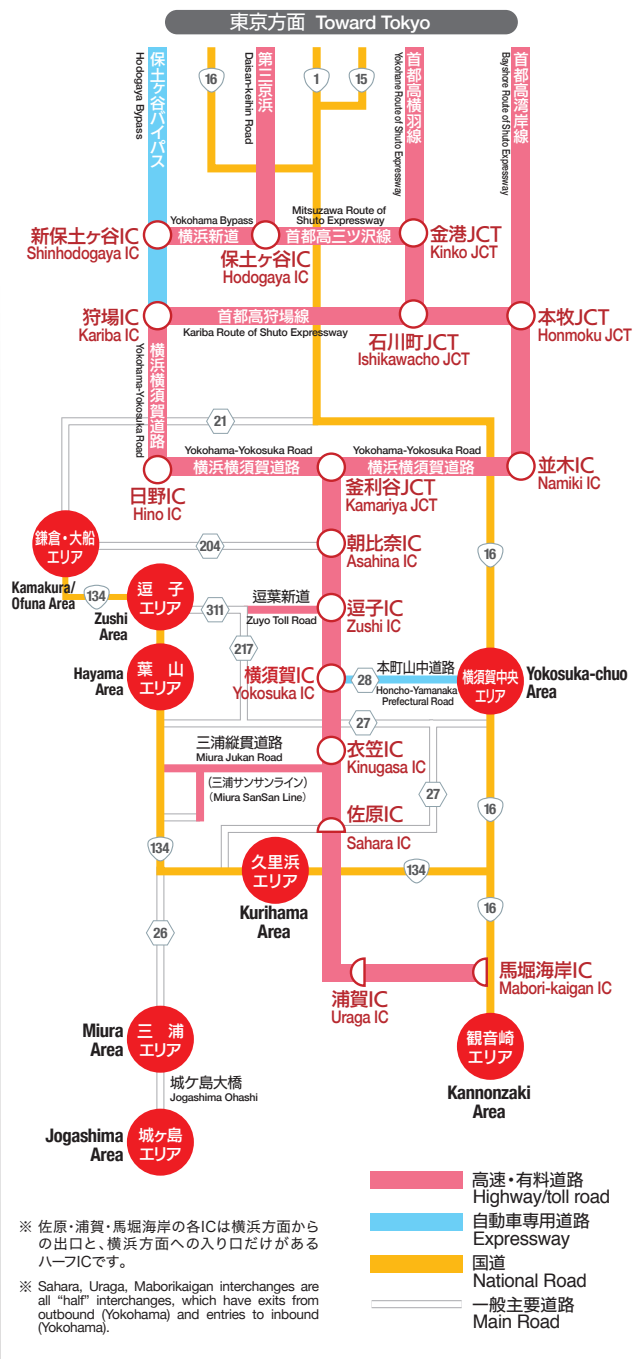 東京方面 Toward Tokyo
保土ヶ谷バイパス
Hodogaya Bypass
16
第三京浜
Daisan-keihin Road
1
15
首都高横羽線
Yokohane Route of Shuto Expressway
首都高湾岸線
Bayshore Route of Shuto Expressway
新保土ヶ谷IC
Shinhodogaya IC
Yokohama Bypass
横浜新道
保土ヶ谷IC
Hodogaya IC
Mitsuzawa Route of
Shuto Expressway
首都高三ツ沢線
金港JCT
Kinko JCT
狩場IC
Kariba IC
首都高狩場線
Kariba Route of Shuto Expressway
石川町JCT
Ishikawacho JCT
本牧JCT
Honmoku JCT
横浜横須賀道路
Yokohama-Yokosuka Road
21
Yokohama-Yokosuka Road
横浜横須賀道路
Yokohama-Yokosuka Road
横浜横須賀道路
日野IC
Hino IC
釜利谷JCT
Kamariya JCT
並木IC
Namiki IC
鎌倉・大船
エリア
Kamakura/
Ofuna Area
204
朝比奈IC
Asahina IC
16
134
逗 子
エリア
Zushi
Area
311
逗葉新道
Zuyo Toll Road
逗子IC
Zushi IC
217
Hayama
Area
葉 山
エリア
横須賀IC
Yokosuka IC
28
本町山中道路
Honcho-Yamanaka
Prefectural Road
横須賀中央
エリア
Yokosuka-chuo
Area
27
三浦縦貫道路
Miura Jukan Road
衣笠IC
Kinugasa IC
(三浦サンサンライン)
(Miura SanSan Line)
27
佐原IC
Sahara IC
16
134
久里浜
エリア
Kurihama
Area
134
16
26
浦賀IC
Uraga IC
馬堀海岸IC
Mabori-kaigan IC
Miura
Area
三 浦
エリア
観音崎
エリア
Kannonzaki
Area
城ケ島大橋
Jogashima Ohashi
Jogashima
Area
城ヶ島
エリア
高速・有料道路
Highway/toll road
自動車専用道路
Expressway
国道
National Road
一般主要道路
Main Road
※ 佐原・浦賀・馬堀海岸の各ICは横浜方面から
の出口と、横浜方面への入り口だけがある
ハーフICです。
※ Sahara, Uraga, Maborikaigan interchanges are
all “half” interchanges, which have exits from
outbound (Yokohama) and entries to inbound
(Yokohama).